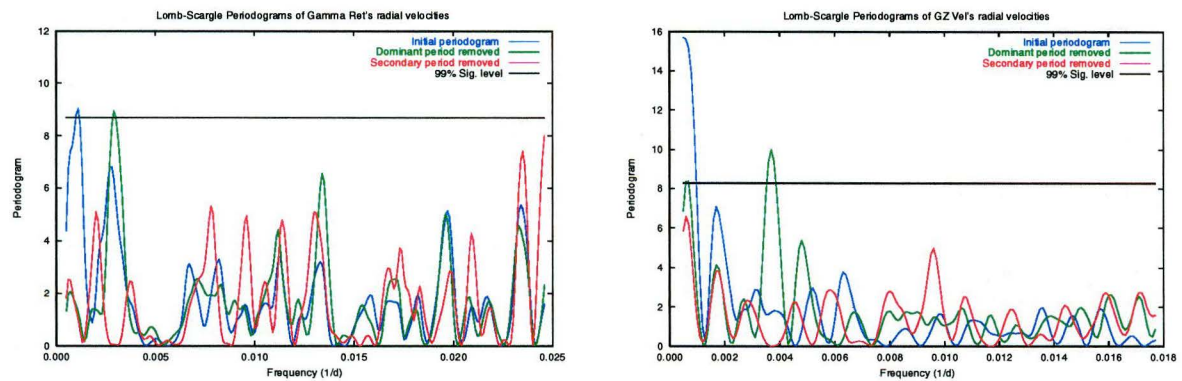 Lomb-Scargle Periodograms of Gamma Ret's radial velocities
Initial periodogram
Dominant period removed
Secondary period removed
99% Sig. level
Periodogram
12
10
8
6
4
2
0
0.000 0.005 0.010 0.015 0.020 0.025
Frequency (1/d)
Lomb-Scargle Periodograms of GZ Vel's radial velocities
Initial periodogram
Dominant period removed
Secondary period removed
99% Sig. level
Periodogram
16
14
12
10
8
6
4
2
0
0.000 0.002 0.004 0.006 0.008 0.010 0.012 0.014 0.016 0.018
Frequency (1/d)